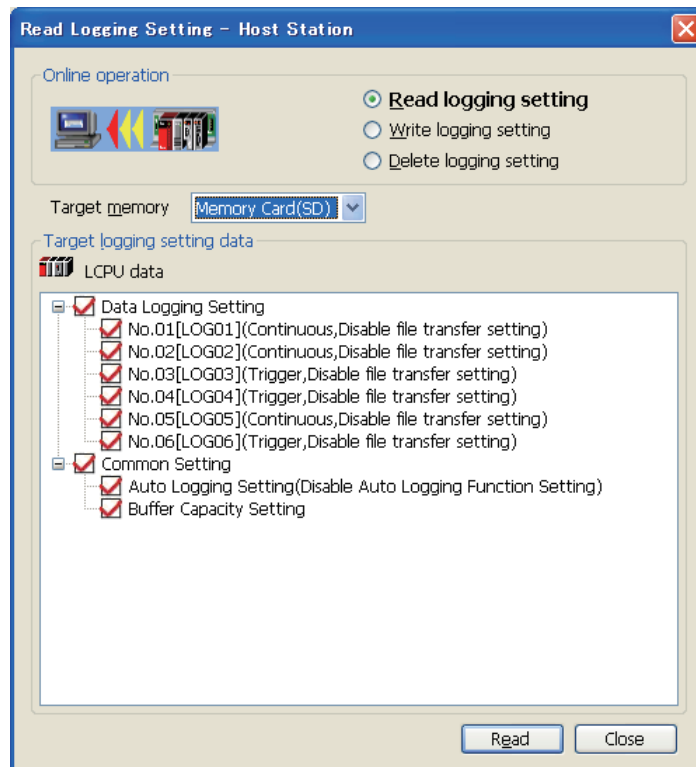 Read Logging Setting - Host Station
Online operation
Read logging setting
Write logging setting
Delete logging setting
Target memory Memory Card(SD)
Target logging setting data
LCPU data
Data Logging Setting
No.01[LOG01](Continuous,Disable file transfer setting)
No.02[LOG02](Continuous,Disable file transfer setting)
No.03[LOG03](Trigger,Disable file transfer setting)
No.04[LOG04](Trigger,Disable file transfer setting)
No.05[LOG05](Continuous,Disable file transfer setting)
No.06[LOG06](Trigger,Disable file transfer setting)
Common Setting
Auto Logging Setting(Disable Auto Logging Function Setting)
Buffer Capacity Setting
Read Close